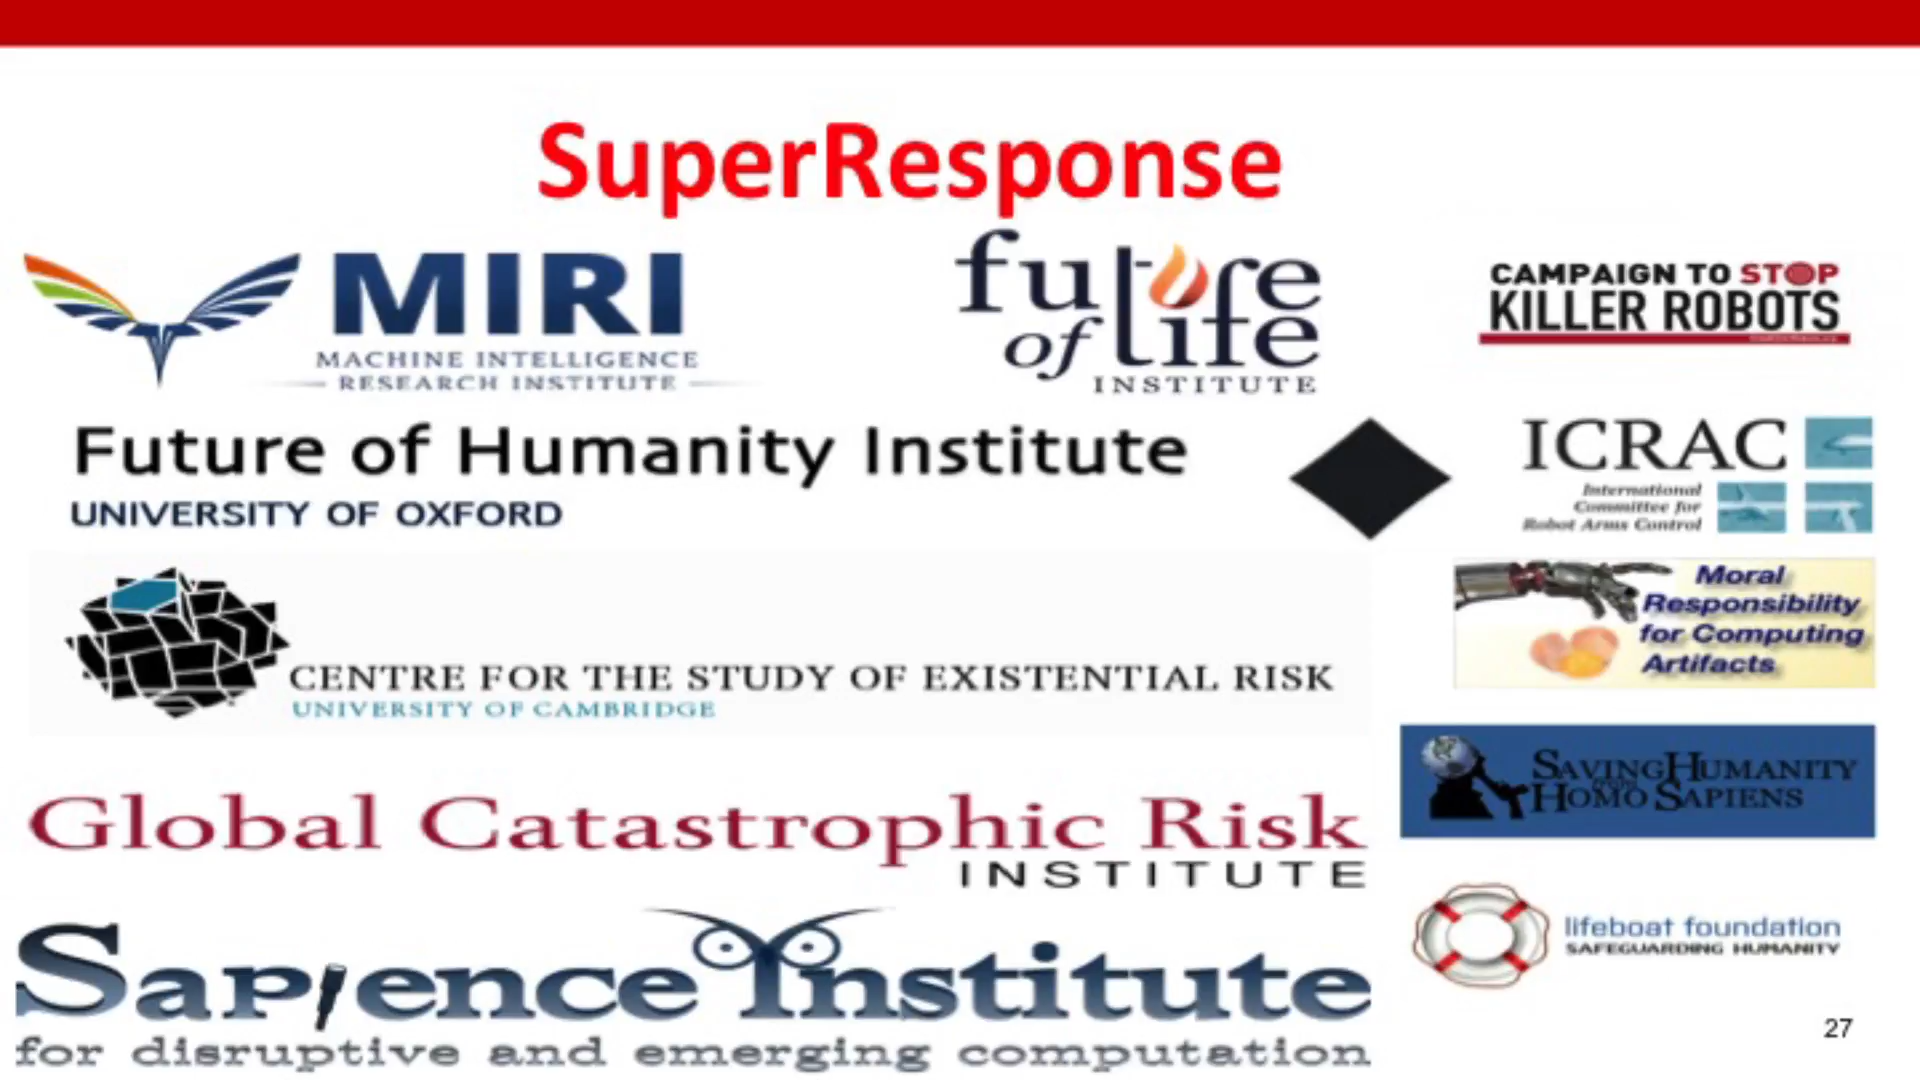 SuperResponse
MIRI
MACHINE INTELLIGENCE
RESEARCH INSTITUTE
future
of life
INSTITUTE
CAMPAIGN TO STOP
KILLER ROBOTS
Future of Humanity Institute
UNIVERSITY OF OXFORD
ICRAC
International
Committee for
Robot Arms Control
CENTRE FOR THE STUDY OF EXISTENTIAL RISK
UNIVERSITY OF CAMBRIDGE
Moral
Responsibility
for Computing
Artifacts
SAVING HUMANITY
FROM
HOMO SAPIENS
Global Catastrophic Risk
INSTITUTE
lifeboat foundation
SAFEGUARDING HUMANITY
Sapience Institute
for disruptive and emerging computation
27